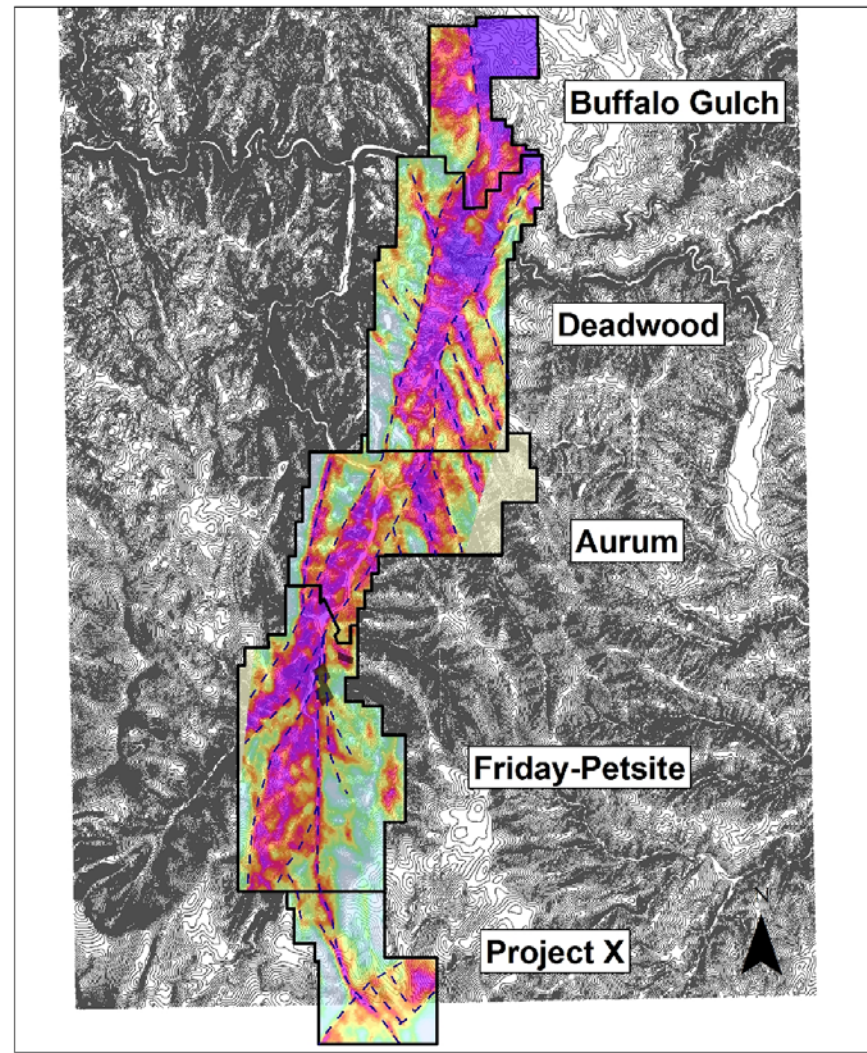 Buffalo Gulch
Deadwood
Aurum
Friday-Petsite
N
Project X